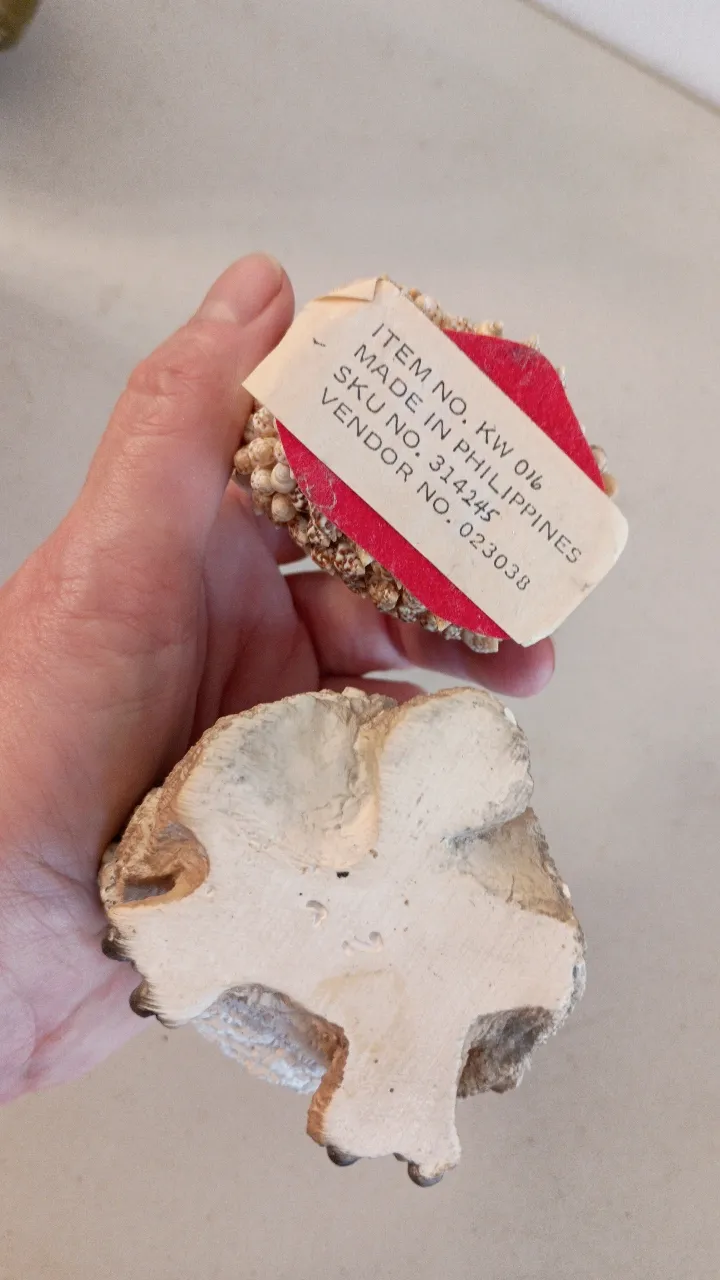 ITEM NO. KW 016
MADE IN PHILIPPINES
SKU NO. 314245
VENDOR NO. 023038